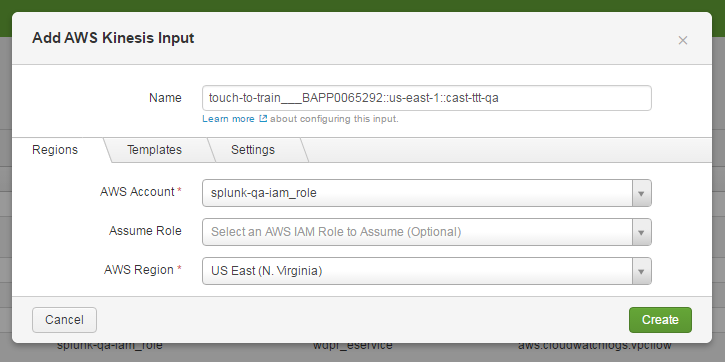 Add AWS Kinesis Input
×
Name
touch-to-train___BAPP0065292::us-east-1::cast-ttt-qa
Learn more about configuring this input.
Regions Templates Settings
AWS Account *
splunk-qa-iam_role
Assume Role
Select an AWS IAM Role to Assume (Optional)
AWS Region *
US East (N. Virginia)
Cancel Create
splunk-qa-iam_role wdpr_eservice aws:cloudwatchlogs:vpcflow